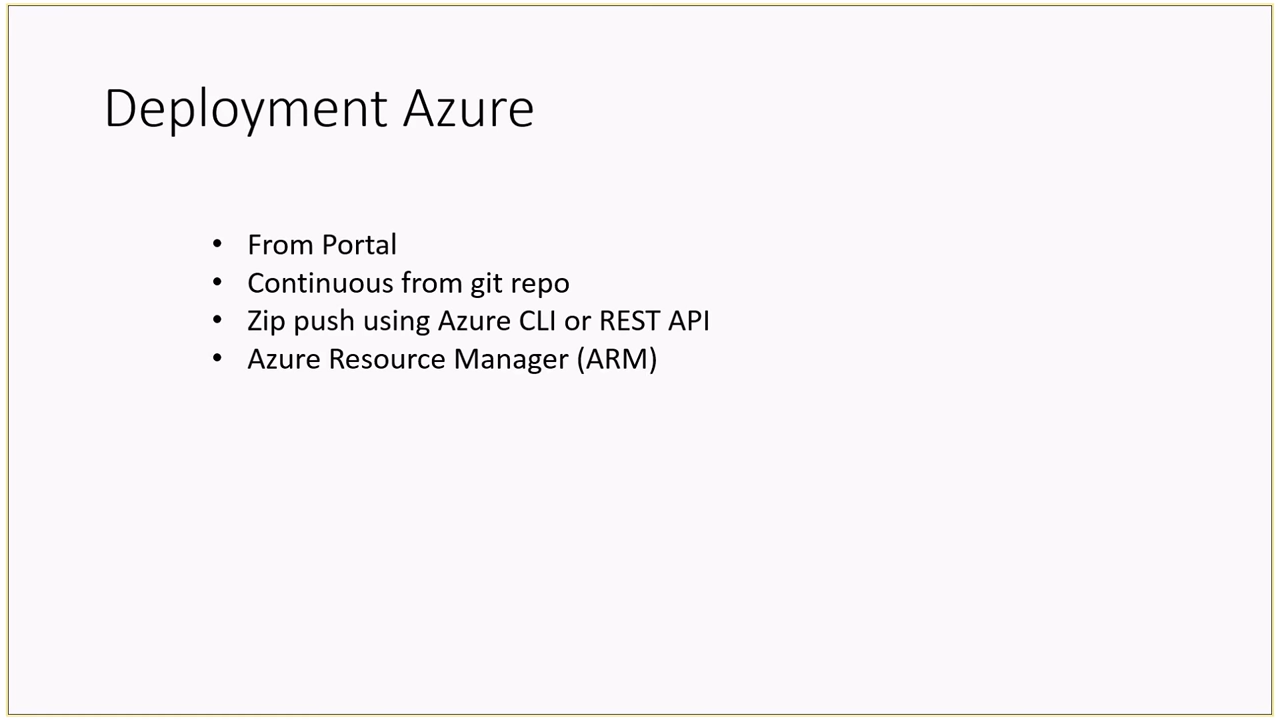 Deployment Azure
• From Portal
• Continuous from git repo
• Zip push using Azure CLI or REST API
• Azure Resource Manager (ARM)